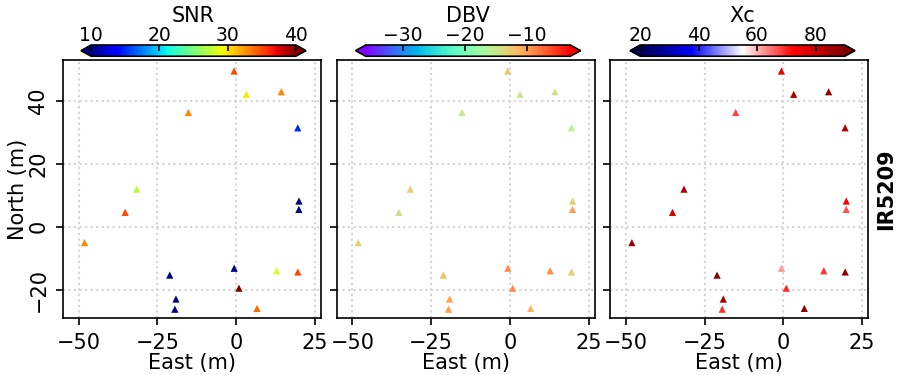 SNR DBV Xc
10 20 30 40 −30 −20 −10 20 40 60 80
North (m)
40
20
0
−20
IR5209
−50 −25 0 25 −50 −25 0 25 −50 −25 0 25
East (m) East (m) East (m)